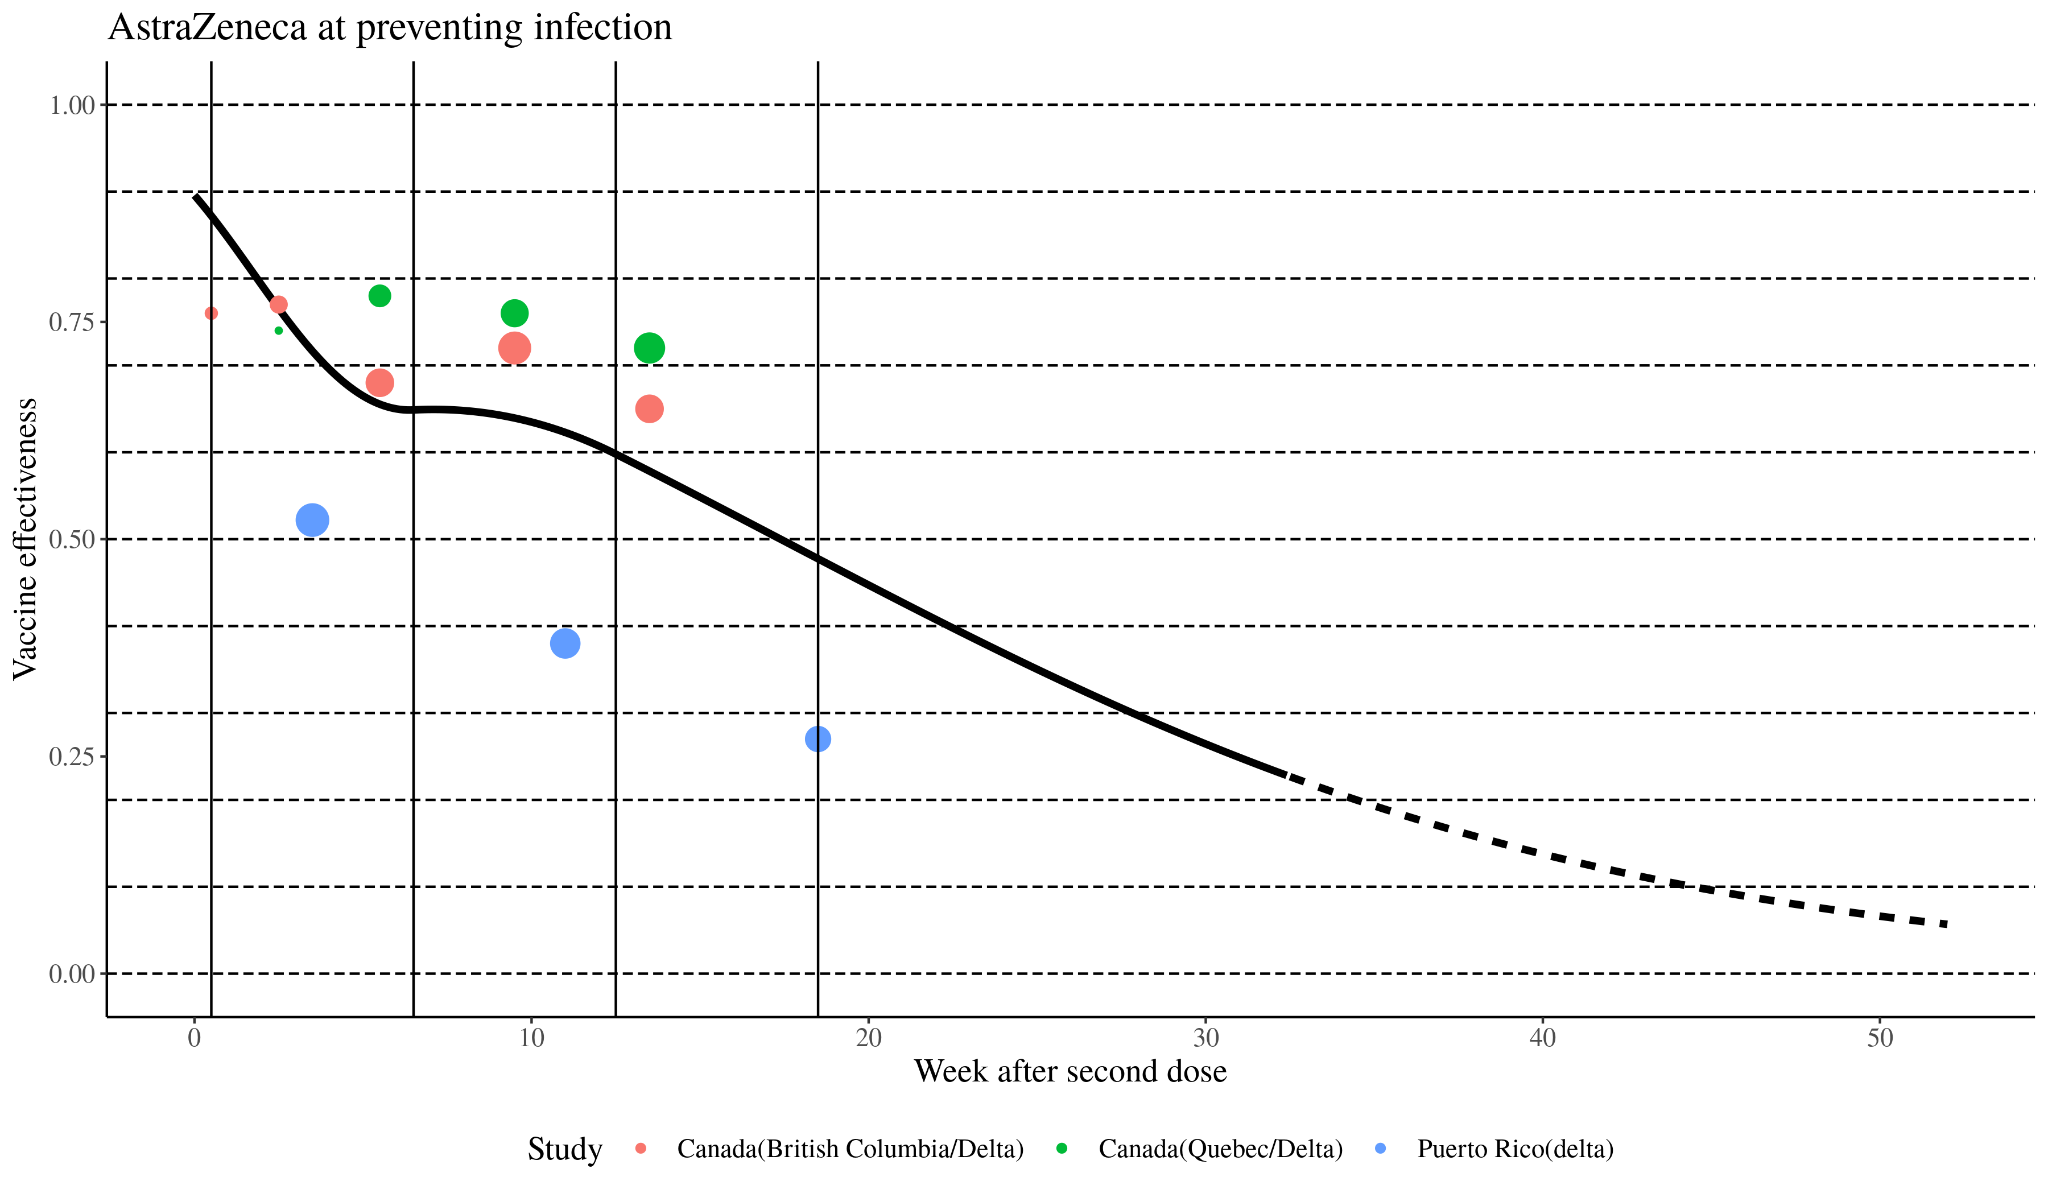 AstraZeneca at preventing infection
1.00
0.75
0.50
0.25
0.00
Vaccine effectiveness
0 10 20 30 40 50
Week after second dose
Study Canada(British Columbia/Delta) Canada(Quebec/Delta) Puerto Rico(delta)